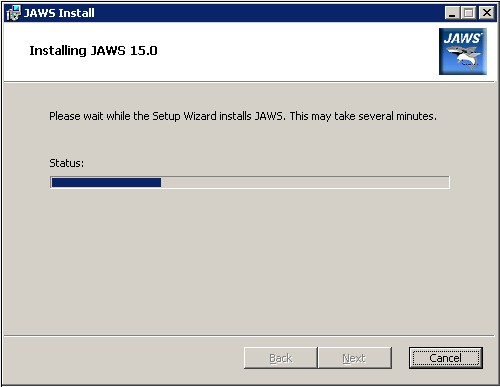 JAWS Install
Installing JAWS 15.0
JAWS
Please wait while the Setup Wizard installs JAWS. This may take several minutes.
Status:
Back Next Cancel